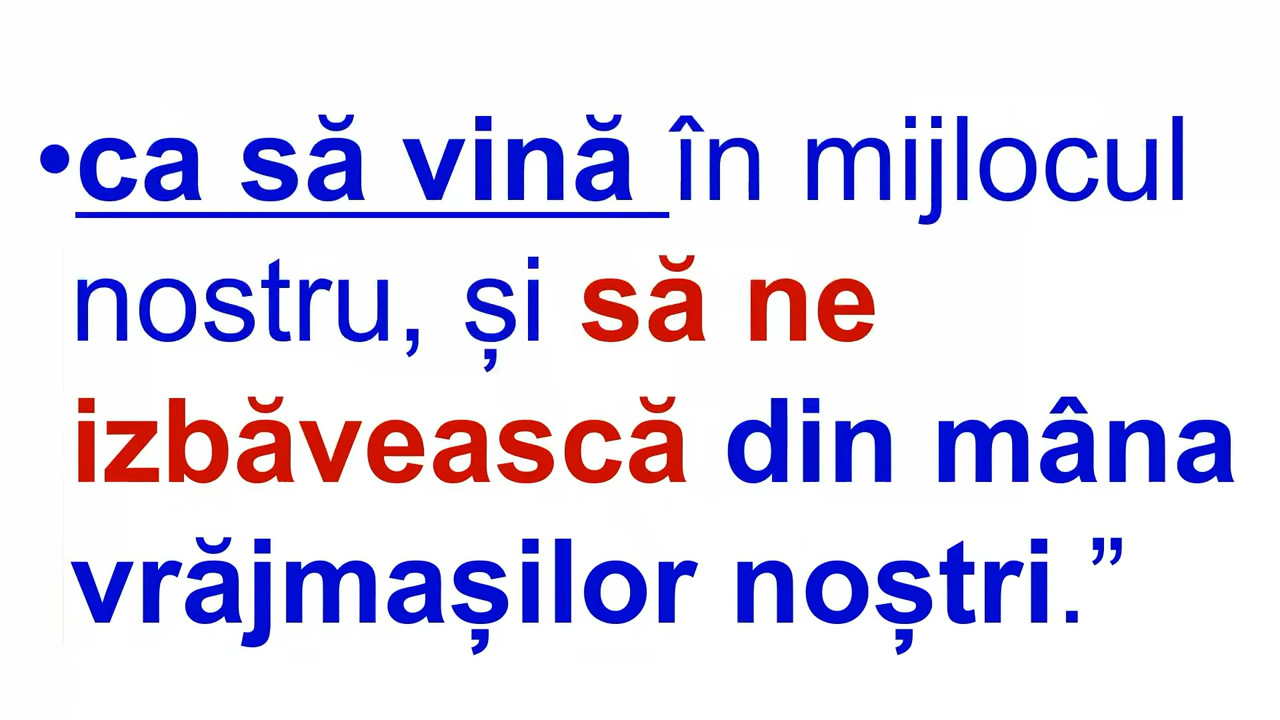 •ca să vină în mijlocul
nostru, și să ne
izbăvească din mâna
vrăjmașilor noștri.”